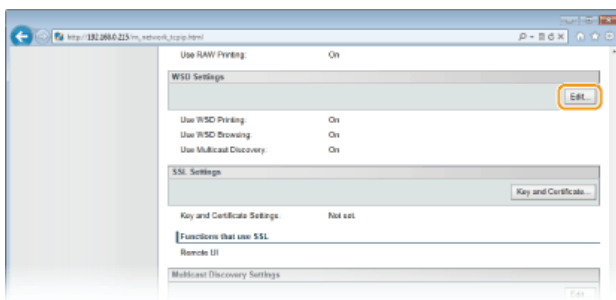 http://192.168.0.215/m_network_tcpip.html
Use RAW Printing: On
WSD Settings
Edit...
Use WSD Printing: On
Use WSD Browsing: On
Use Multicast Discovery: On
SSL Settings
Key and Certificate...
Key and Certificate Settings: Not set.
Functions that use SSL
Remote UI
Multicast Discovery Settings
Edit...